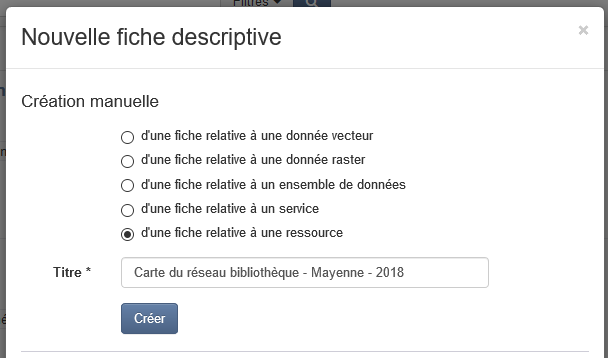 Filtres
Nouvelle fiche descriptive
×
Création manuelle
d'une fiche relative à une donnée vecteur
d'une fiche relative à une donnée raster
d'une fiche relative à un ensemble de données
d'une fiche relative à un service
d'une fiche relative à une ressource
Titre *
Carte du réseau bibliothèque - Mayenne - 2018
Créer